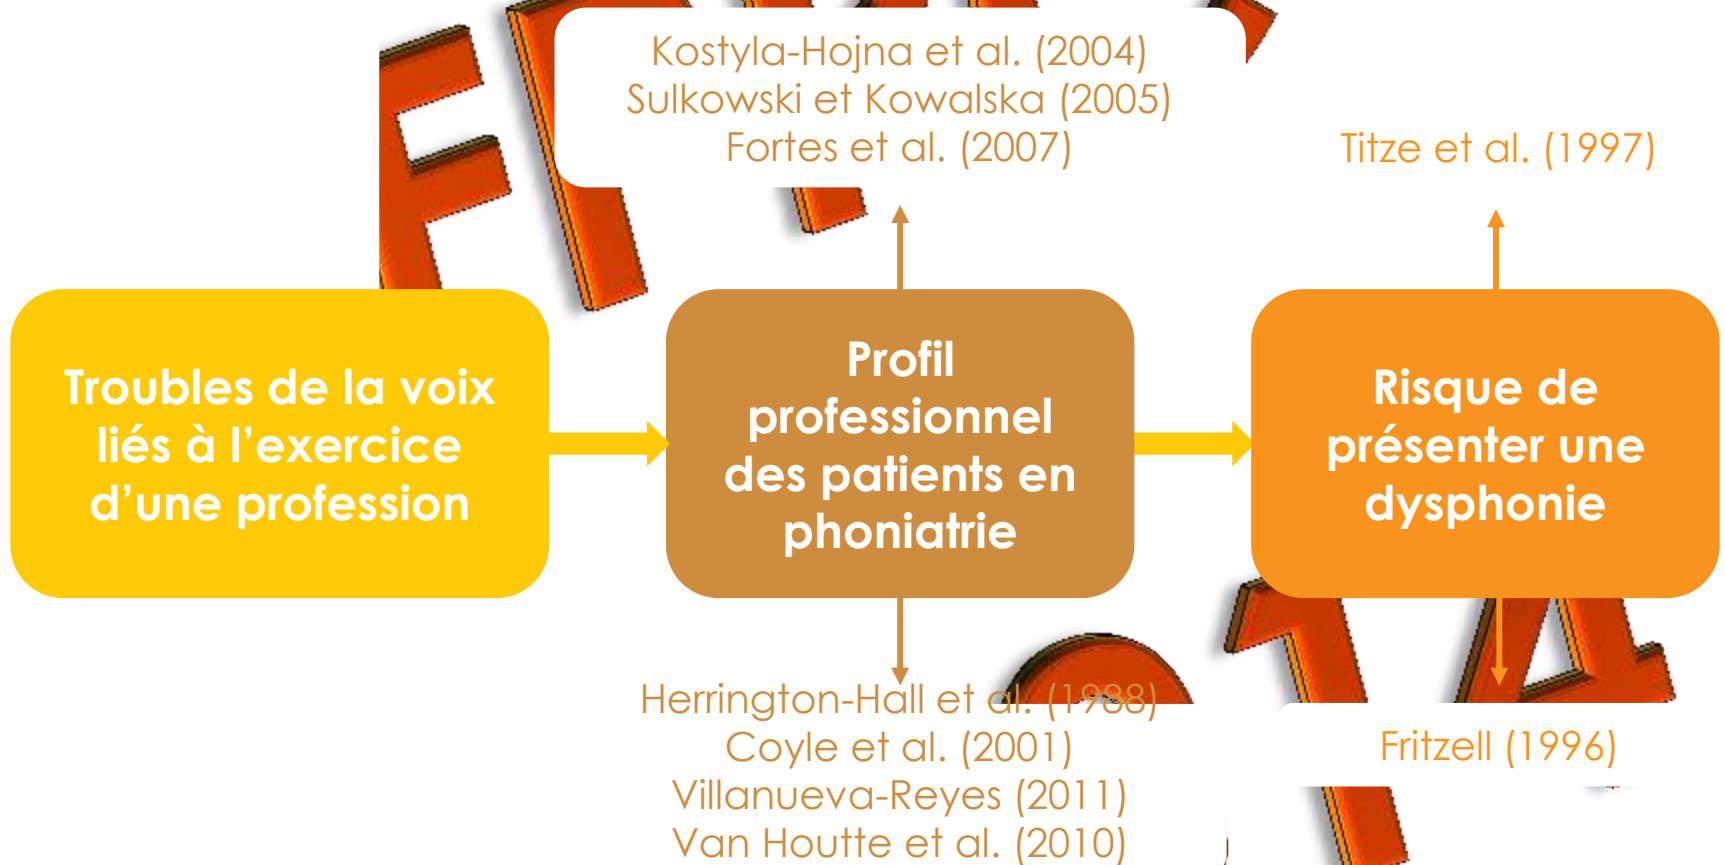 Kostyla-Hojna et al. (2004)
Sulkowski et Kowalska (2005)
Fortes et al. (2007)
Titze et al. (1997)
Troubles de la voix
liés à l’exercice
d’une profession
Profil
professionnel
des patients en
phoniatrie
Risque de
présenter une
dysphonie
Herrington-Hall et al. (1988)
Coyle et al. (2001)
Villanueva-Reyes (2011)
Van Houtte et al. (2010)
Fritzell (1996)